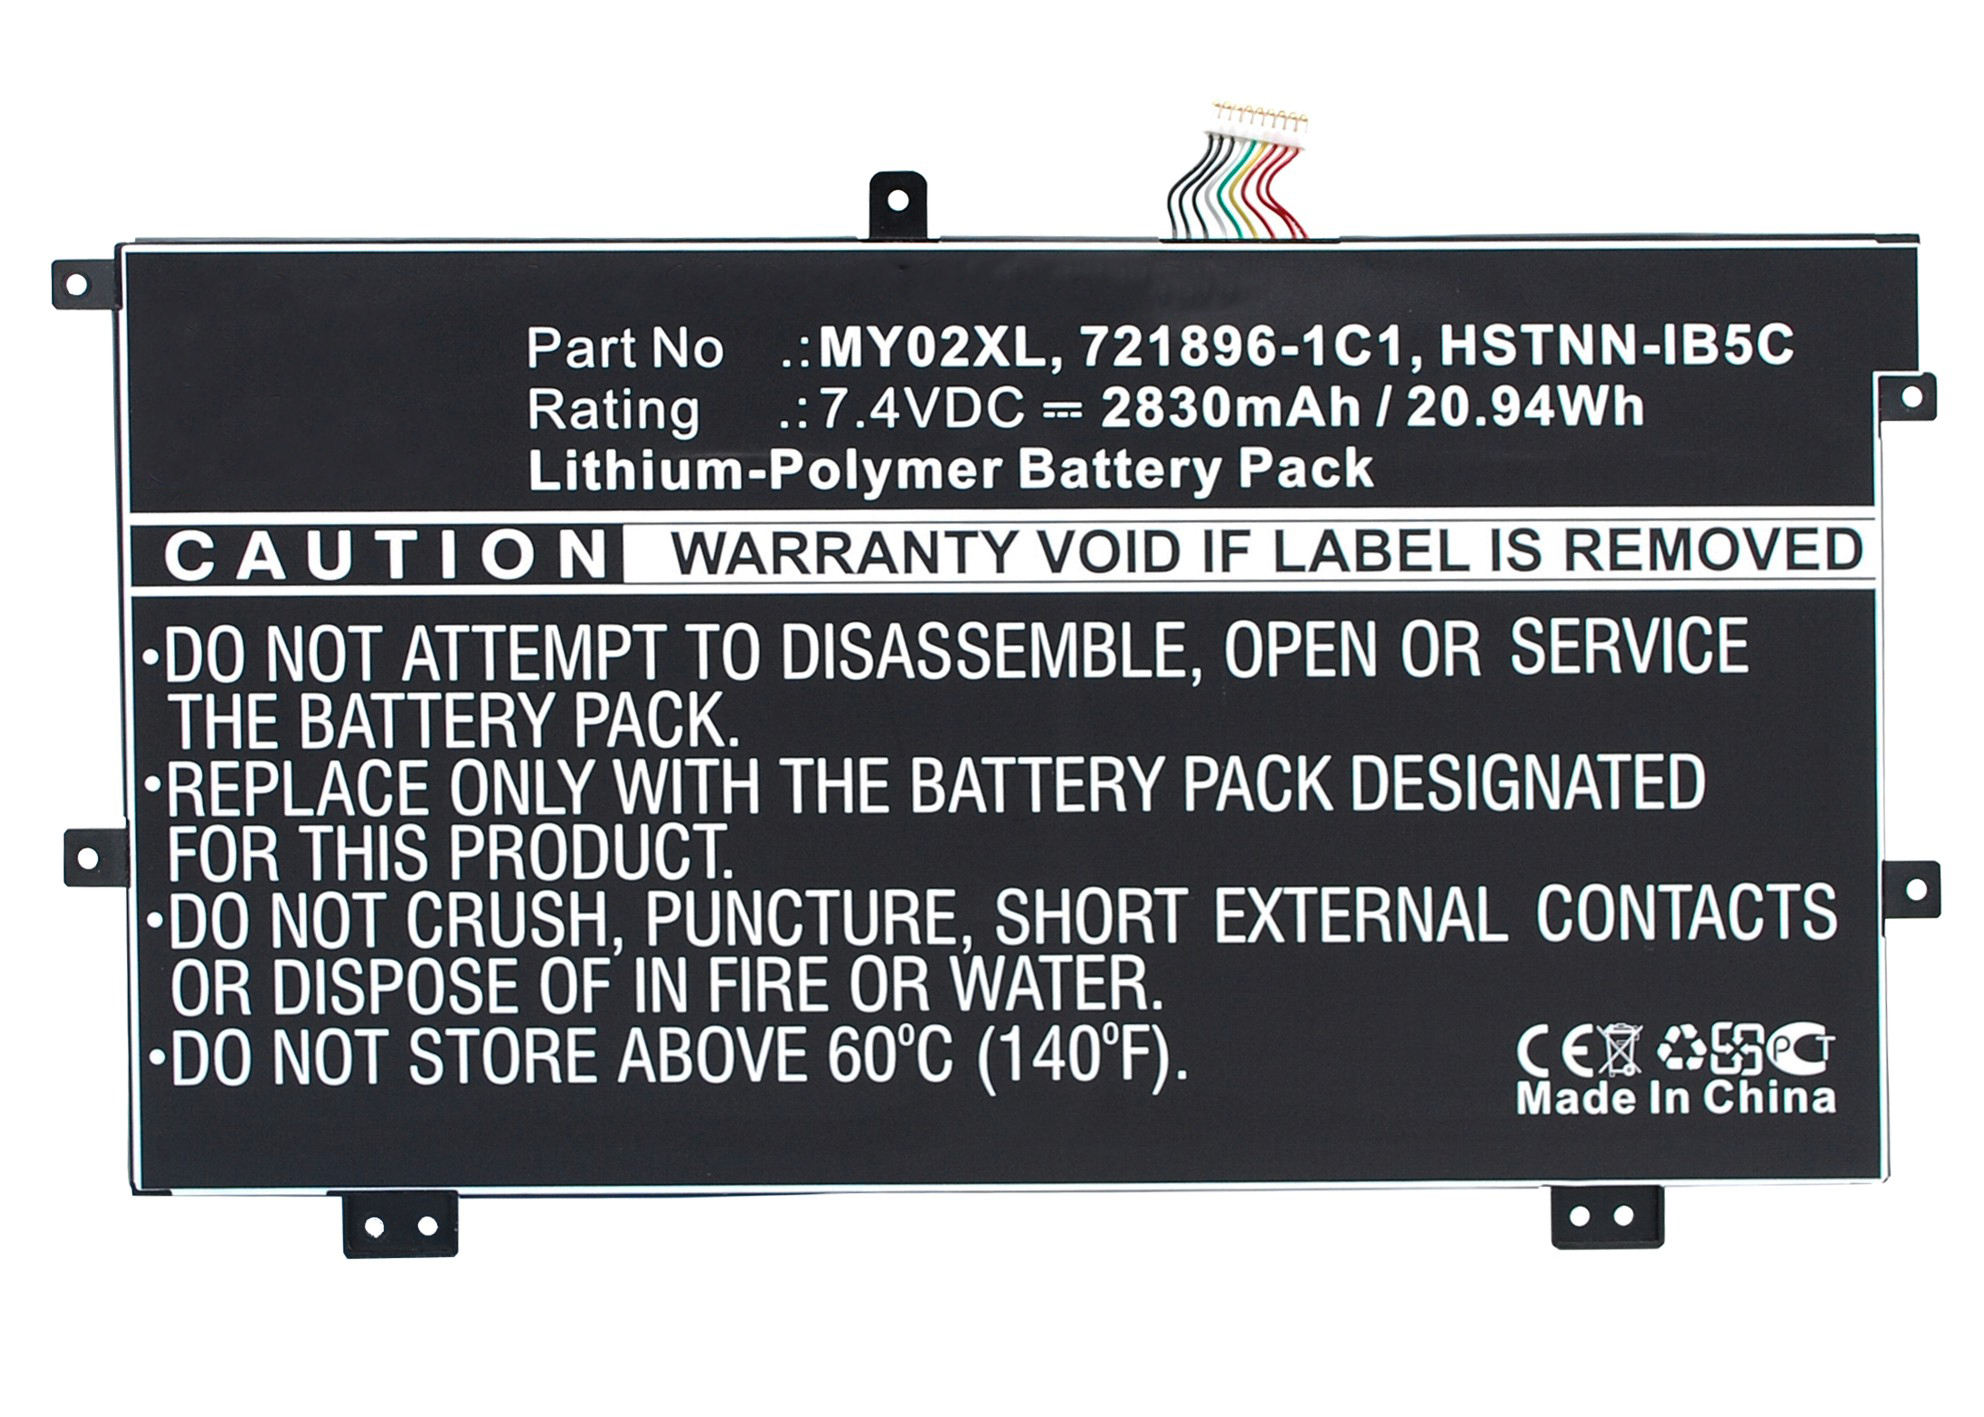 Part No .:MY02XL, 721896-1C1, HSTNN-IB5C
Rating .:7.4VDC ⎓ 2830mAh / 20.94Wh
Lithium-Polymer Battery Pack
CAUTION WARRANTY VOID IF LABEL IS REMOVED
•DO NOT ATTEMPT TO DISASSEMBLE, OPEN OR SERVICE
THE BATTERY PACK.
•REPLACE ONLY WITH THE BATTERY PACK DESIGNATED
FOR THIS PRODUCT.
•DO NOT CRUSH, PUNCTURE, SHORT EXTERNAL CONTACTS
OR DISPOSE OF IN FIRE OR WATER.
•DO NOT STORE ABOVE 60ºC (140ºF).
CE PCT
Made In China